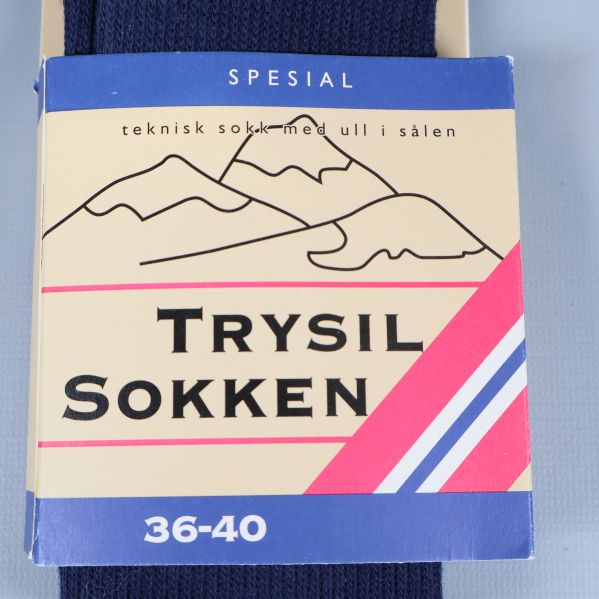 SPESIAL
teknisk sokk med ull i sålen
TRYSIL
SOKKEN
36-40